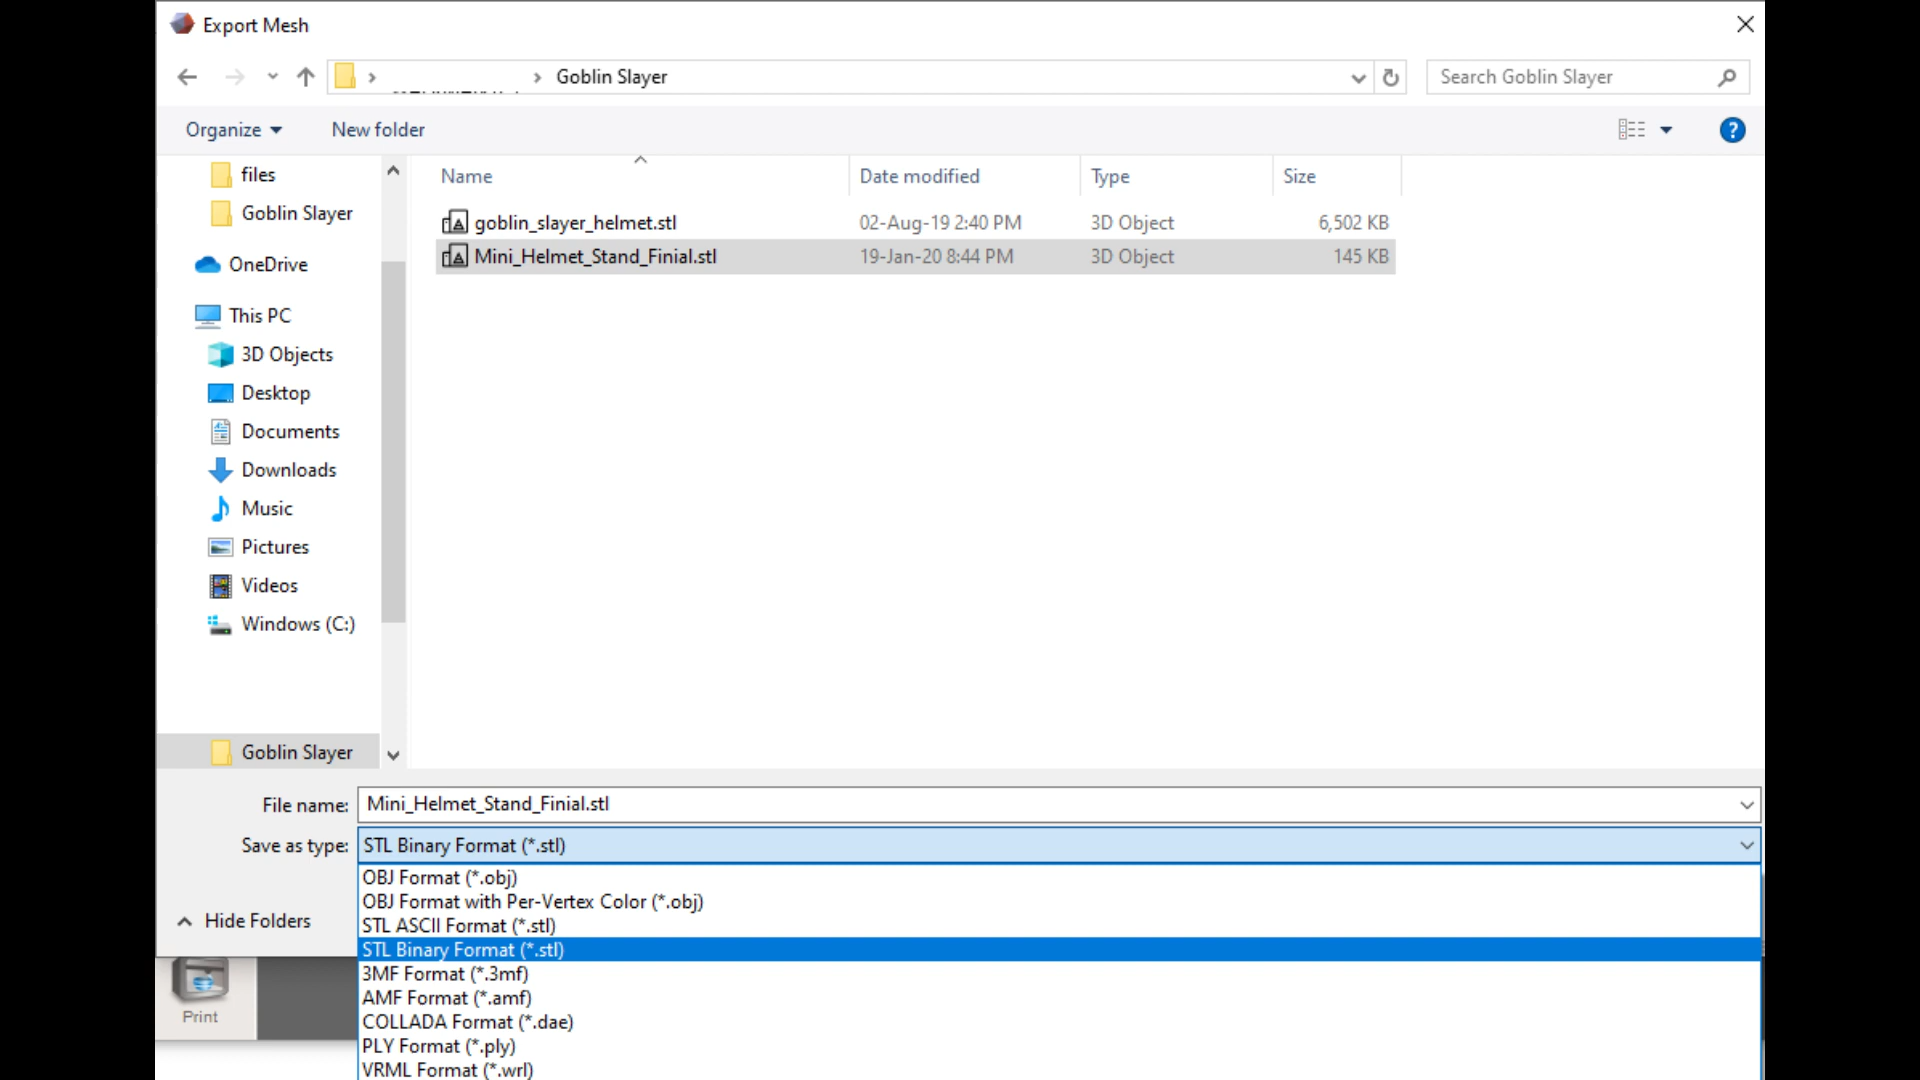 Export Mesh
Goblin Slayer
Search Goblin Slayer
Organize
New folder
?
files
Goblin Slayer
OneDrive
This PC
3D Objects
Desktop
Documents
Downloads
Music
Pictures
Videos
Windows (C:)
Goblin Slayer
Name Date modified Type Size
goblin_slayer_helmet.stl 02-Aug-19 2:40 PM 3D Object 6,502 KB
Mini_Helmet_Stand_Finial.stl 19-Jan-20 8:44 PM 3D Object 145 KB
File name: Mini_Helmet_Stand_Finial.stl
Save as type: STL Binary Format (*.stl)
OBJ Format (*.obj)
OBJ Format with Per-Vertex Color (*.obj)
STL ASCII Format (*.stl)
STL Binary Format (*.stl)
3MF Format (*.3mf)
AMF Format (*.amf)
COLLADA Format (*.dae)
PLY Format (*.ply)
VRML Format (*.wrl)
Hide Folders
Print